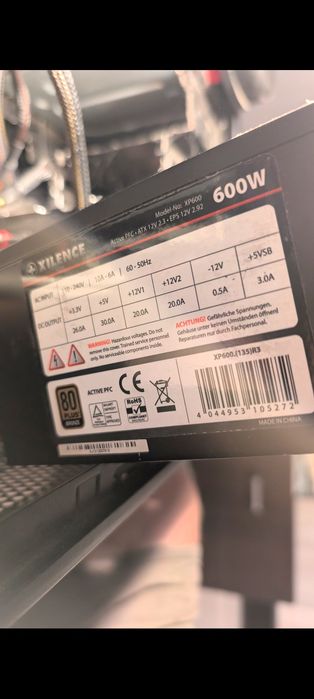 XILENCE
Model-No: XP600 600W
Active PFC • ATX 12V 2.3 • EPS 12V 2.92
AC INPUT 240V | 12A - 6A | 60 - 50Hz
DC OUTPUT +3.3V +5V +12V1 +12V2 -12V +5VSB
26.0A 30.0A 20.0A 20.0A 0.5A 3.0A
WARNING! Hazardous voltages. Do not
remove this cover. Trained service personnel
only. No serviceable components inside.
ACHTUNG! Gefährliche Spannungen.
Gehäuse unter keinen Umständen öffnen.
Reparaturen nur durch Fachpersonal.
80
PLUS
BRONZE
ACTIVE PFC
CE
RoHS
COMPLIANT
XP600.(135)R3
4 044953 105272
MADE IN CHINA